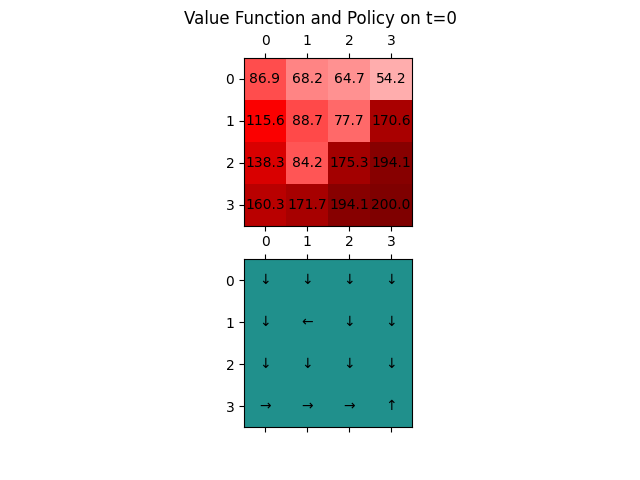 Value Function and Policy on t=0
0 1 2 3
0 86.9 68.2 64.7 54.2
1 115.6 88.7 77.7 170.6
2 138.3 84.2 175.3 194.1
3 160.3 171.7 194.1 200.0
0 1 2 3
0 ↓ ↓ ↓ ↓
1 ↓ ← ↓ ↓
2 ↓ ↓ ↓ ↓
3 → → → ↑